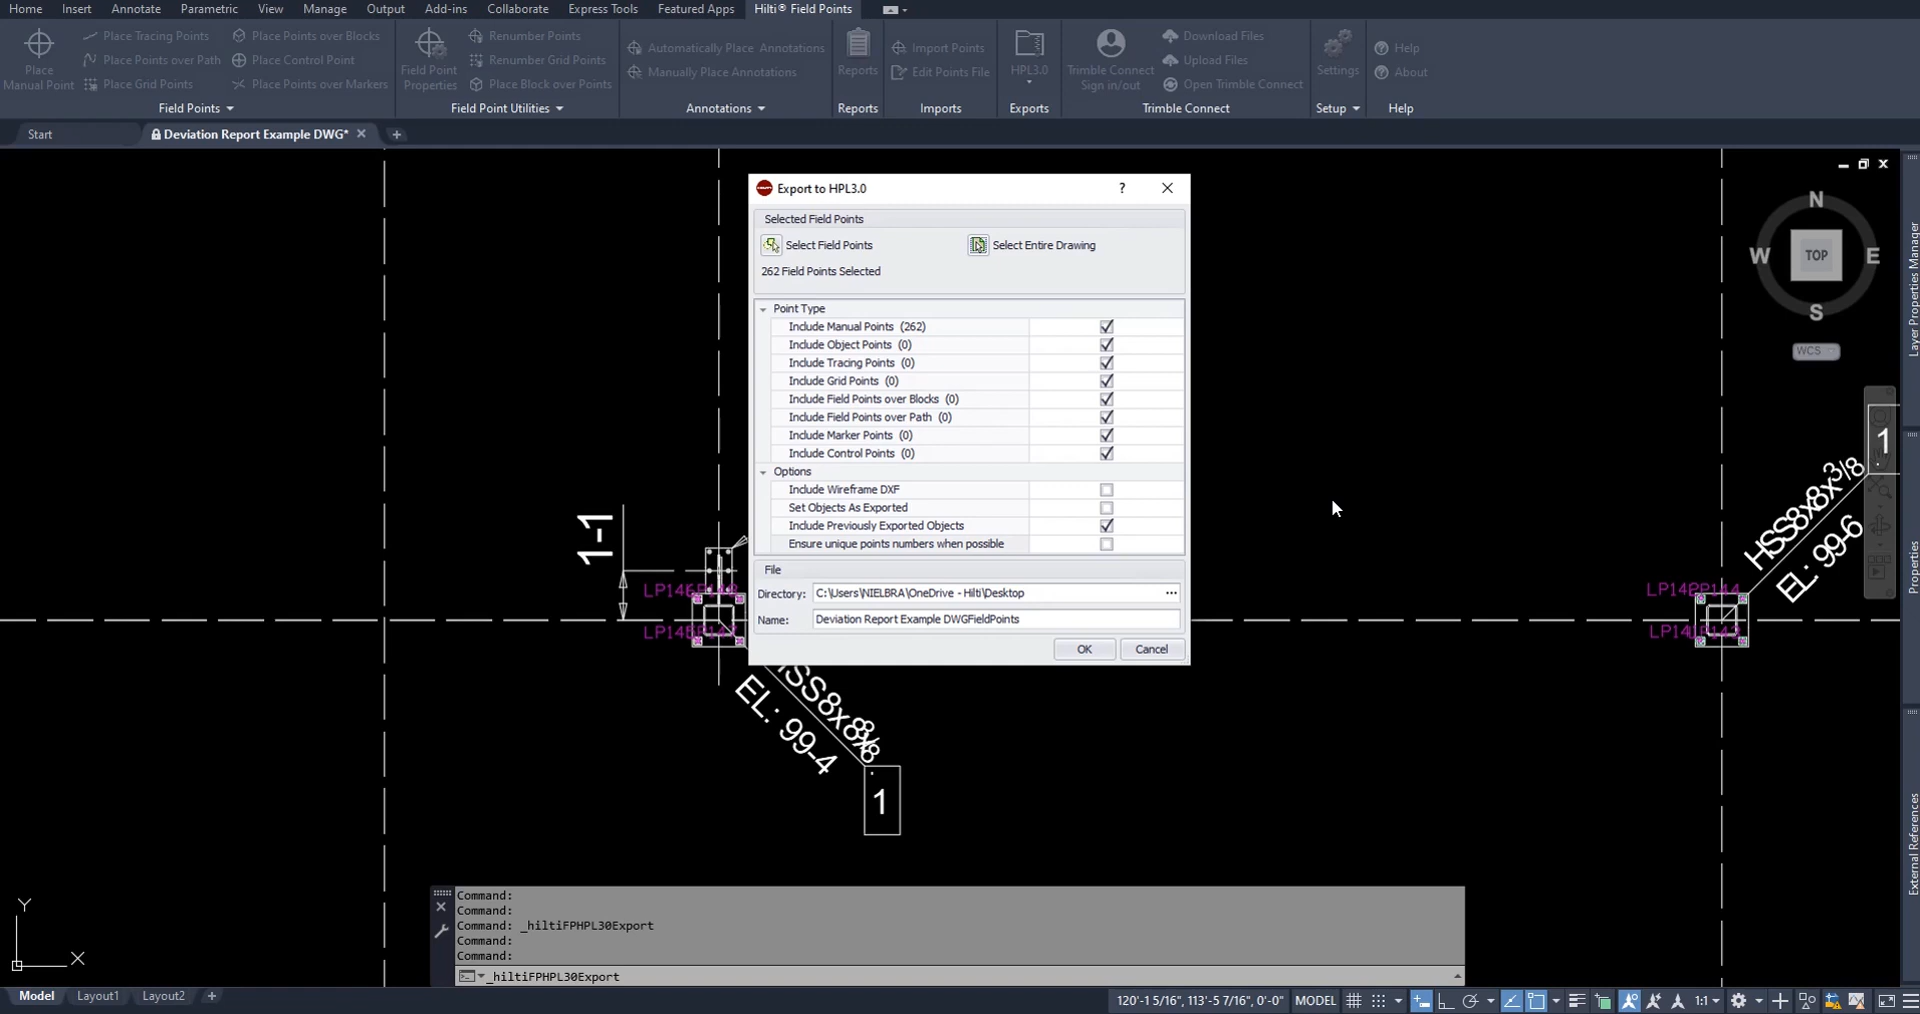 Home Insert Annotate Parametric View Manage Output Add-ins Collaborate Express Tools Featured Apps Hilti® Field Points
Place Manual Point
Place Tracing Points
Place Points over Path
Place Grid Points
Place Points over Blocks
Place Control Point
Place Points over Markers
Field Points
Field Point Properties
Renumber Points
Renumber Grid Points
Place Block over Points
Field Point Utilities
Automatically Place Annotations
Manually Place Annotations
Annotations
Reports
Reports
Import Points
Edit Points File
Imports
HPL3.0
Exports
Trimble Connect Sign in/out
Download Files
Upload Files
Open Trimble Connect
Trimble Connect
Settings
Setup
Help
About
Help
Start
Deviation Report Example DWG*
Export to HPL3.0
?
Selected Field Points
Select Field Points
Select Entire Drawing
262 Field Points Selected
Point Type
Include Manual Points (262)
Include Object Points (0)
Include Tracing Points (0)
Include Grid Points (0)
Include Field Points over Blocks (0)
Include Field Points over Path (0)
Include Marker Points (0)
Include Control Points (0)
Options
Include Wireframe DXF
Set Objects As Exported
Include Previously Exported Objects
Ensure unique points numbers when possible
File
Directory: C:\Users\NIELBRA\OneDrive - Hilti\Desktop
Name: Deviation Report Example DWGFieldPoints
OK Cancel
N
W TOP E
S
WCS
Layer Properties Manager
Properties
External References
1-1
EL: 99-4
1
HSS8x8x3/8
EL: 99-6
1
Y
X
Command:
Command:
Command: _hiltiFPHPL30Export
Command:
Command:
_hiltiFPHPL30Export
Model Layout1 Layout2
120'-1 5/16", 113'-5 7/16", 0'-0" MODEL 1:1